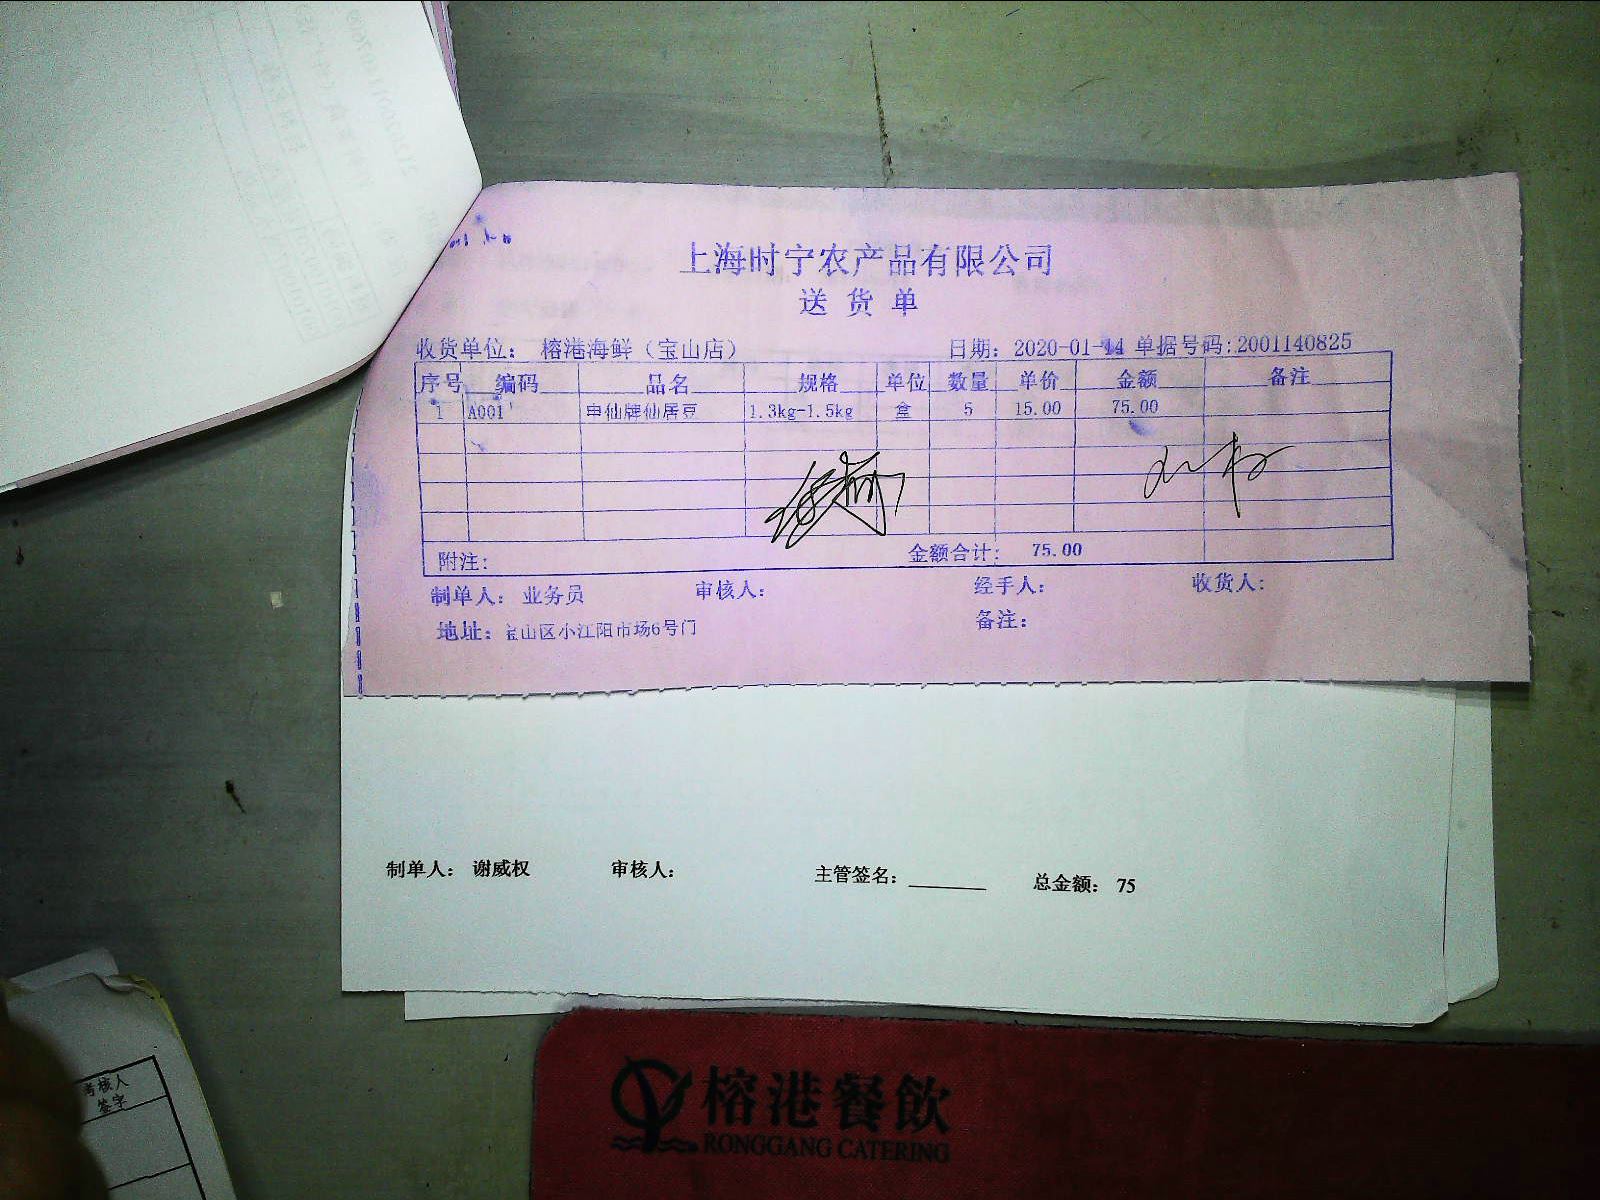 上海时宁农产品有限公司
送货单
收货单位: 榕港海鲜(宝山店) 日期: 2020-01-14 单据号码:2001140825
序号 编码 品名 规格 单位 数量 单价 金额 备注
1 A001 申仙牌仙居豆 1.3kg-1.5kg 盒 5 15.00 75.00
附注: 金额合计: 75.00
制单人: 业务员 审核人: 经手人: 收货人:
地址: 宝山区小江阳市场6号门 备注:
制单人: 谢威权 审核人: 主管签名: 总金额: 75
考核人
签字
榕港餐飲
RONGGANG CATERING